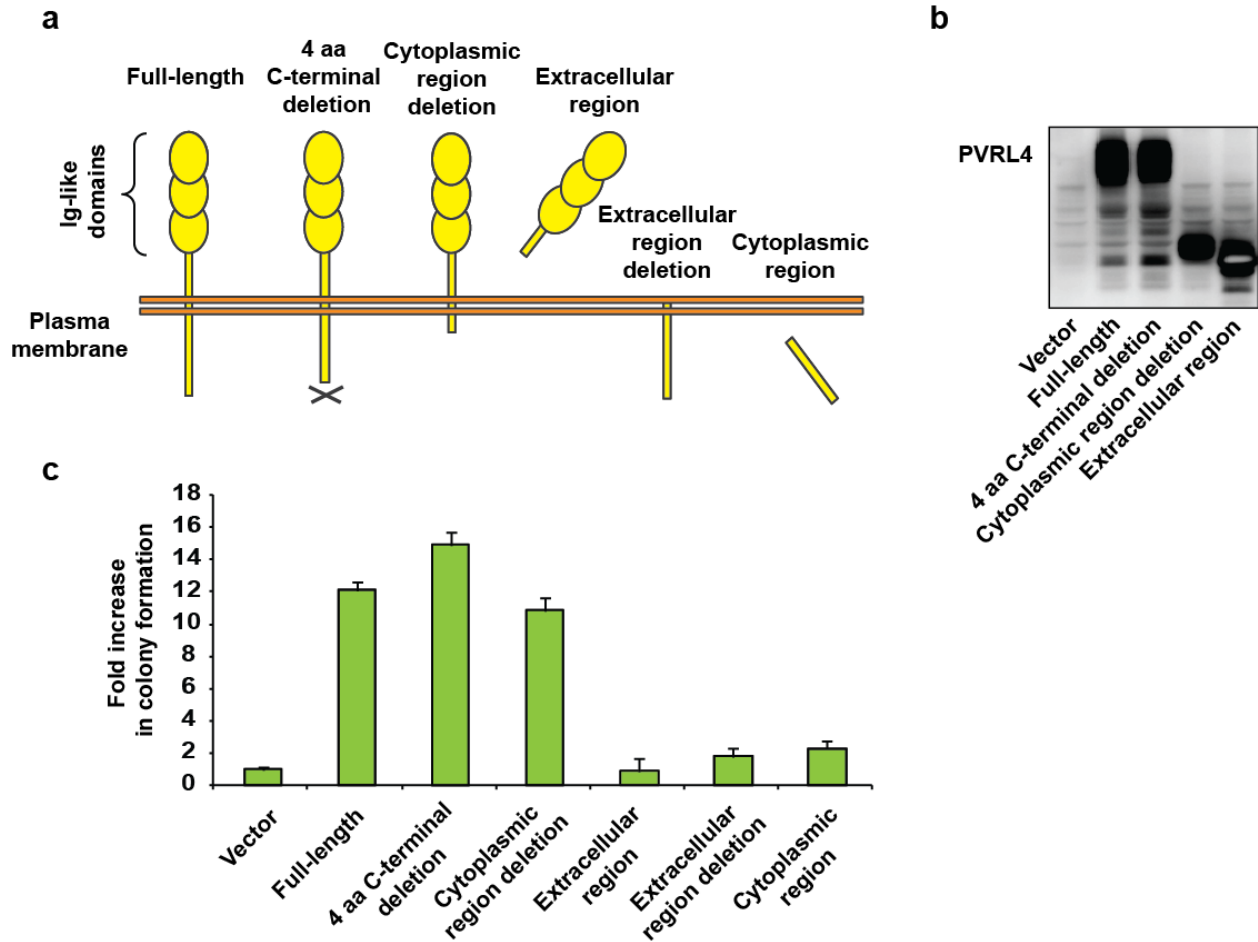 a
Full-length
4 aa
C-terminal
deletion
Cytoplasmic
region
deletion
Extracellular
region
Ig-like
domains
Extracellular
region
deletion
Cytoplasmic
region
Plasma
membrane
b
PVRL4
Vector
Full-length
4 aa C-terminal deletion
Cytoplasmic region deletion
Extracellular region
c
Fold increase
in colony formation
18
16
14
12
10
8
6
4
2
0
Vector
Full-length
4 aa C-terminal
deletion
Cytoplasmic
region deletion
Extracellular
region
Extracellular
region deletion
Cytoplasmic
region